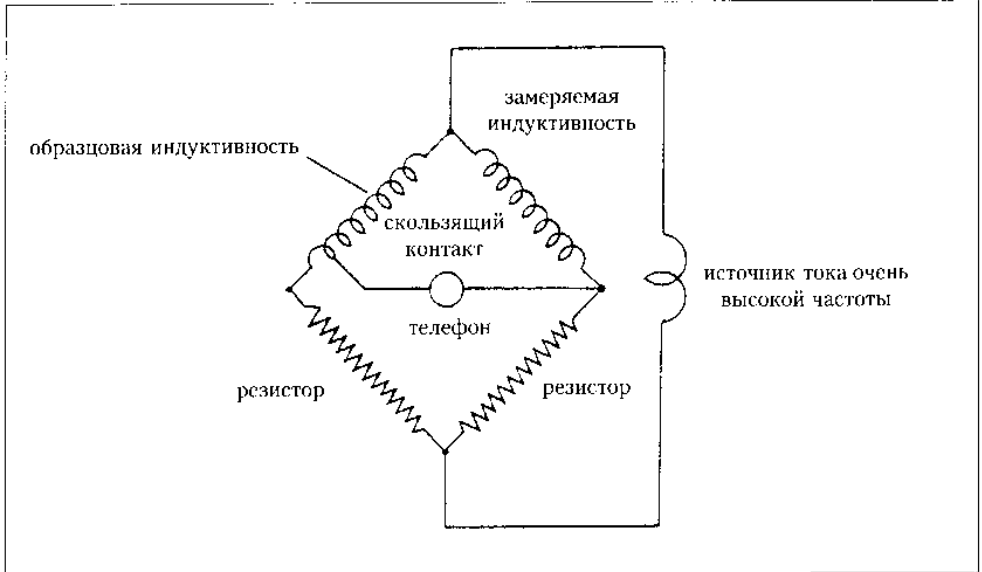 замеряемая
индуктивность
образцовая индуктивность
скользящий
контакт
источник тока очень
высокой частоты
телефон
резистор
резистор